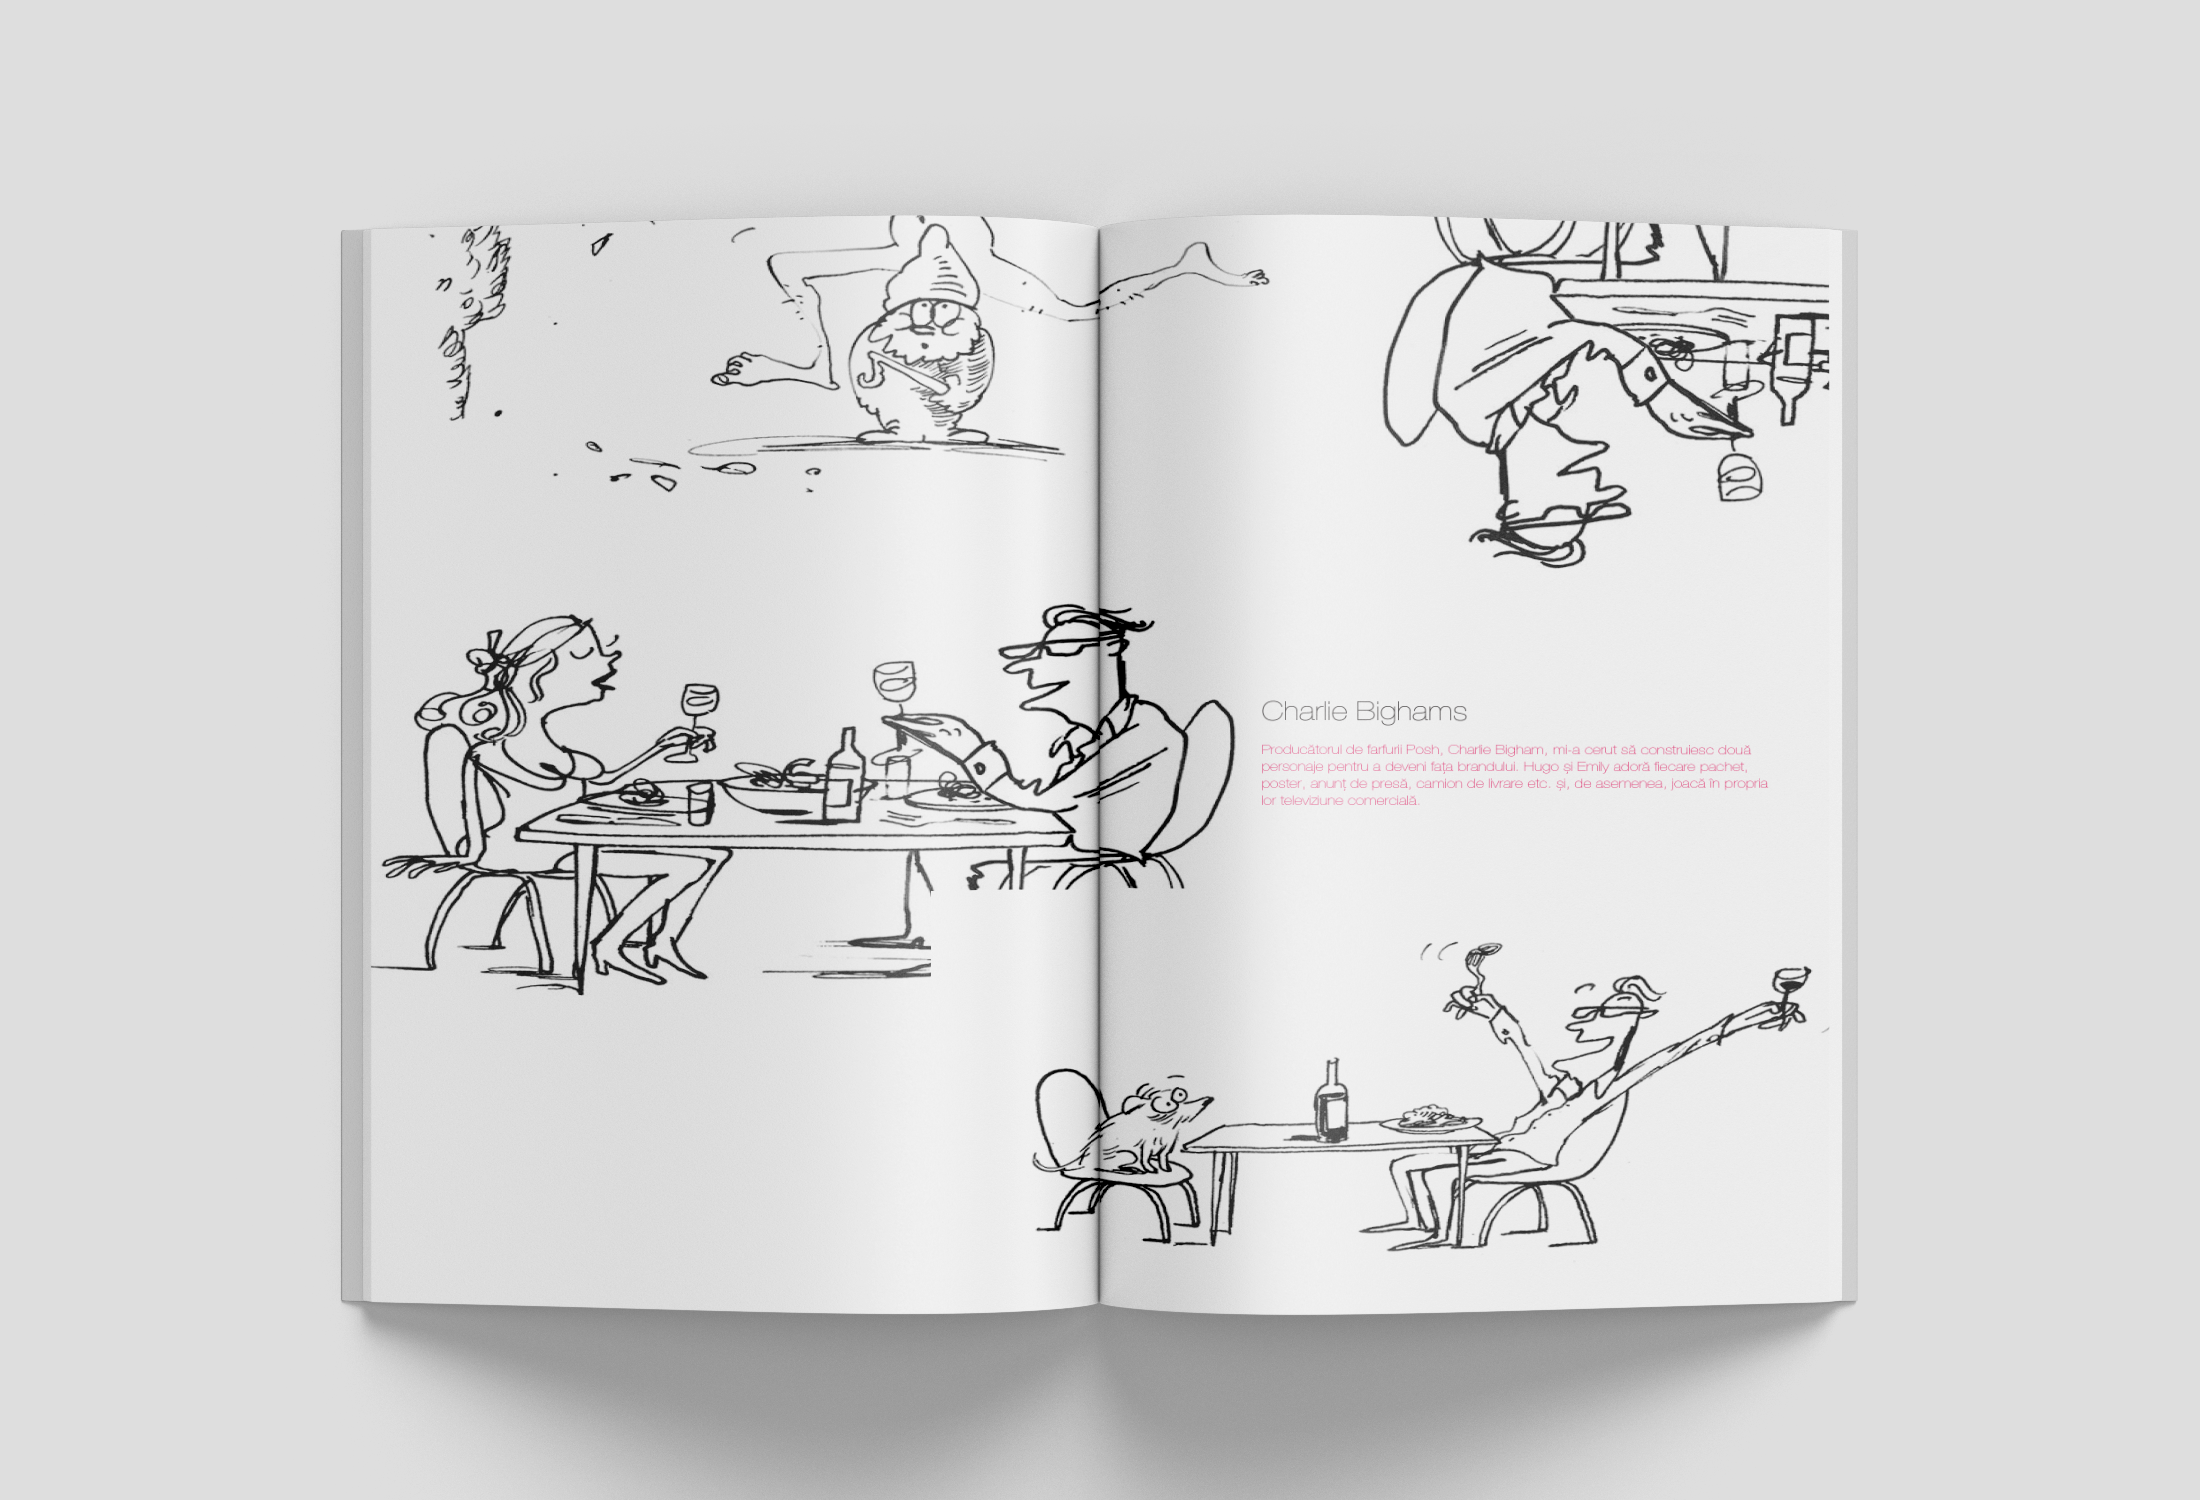 Charlie Bighams
Producătorul de farfurii Posh, Charlie Bigham, mi-a cerut să construiesc două
personaje pentru a deveni fața brandului. Hugo și Emily adoră fiecare pachet,
poster, anunț de presă, camion de livrare etc. și, de asemenea, joacă în propria
lor televiziune comercială.